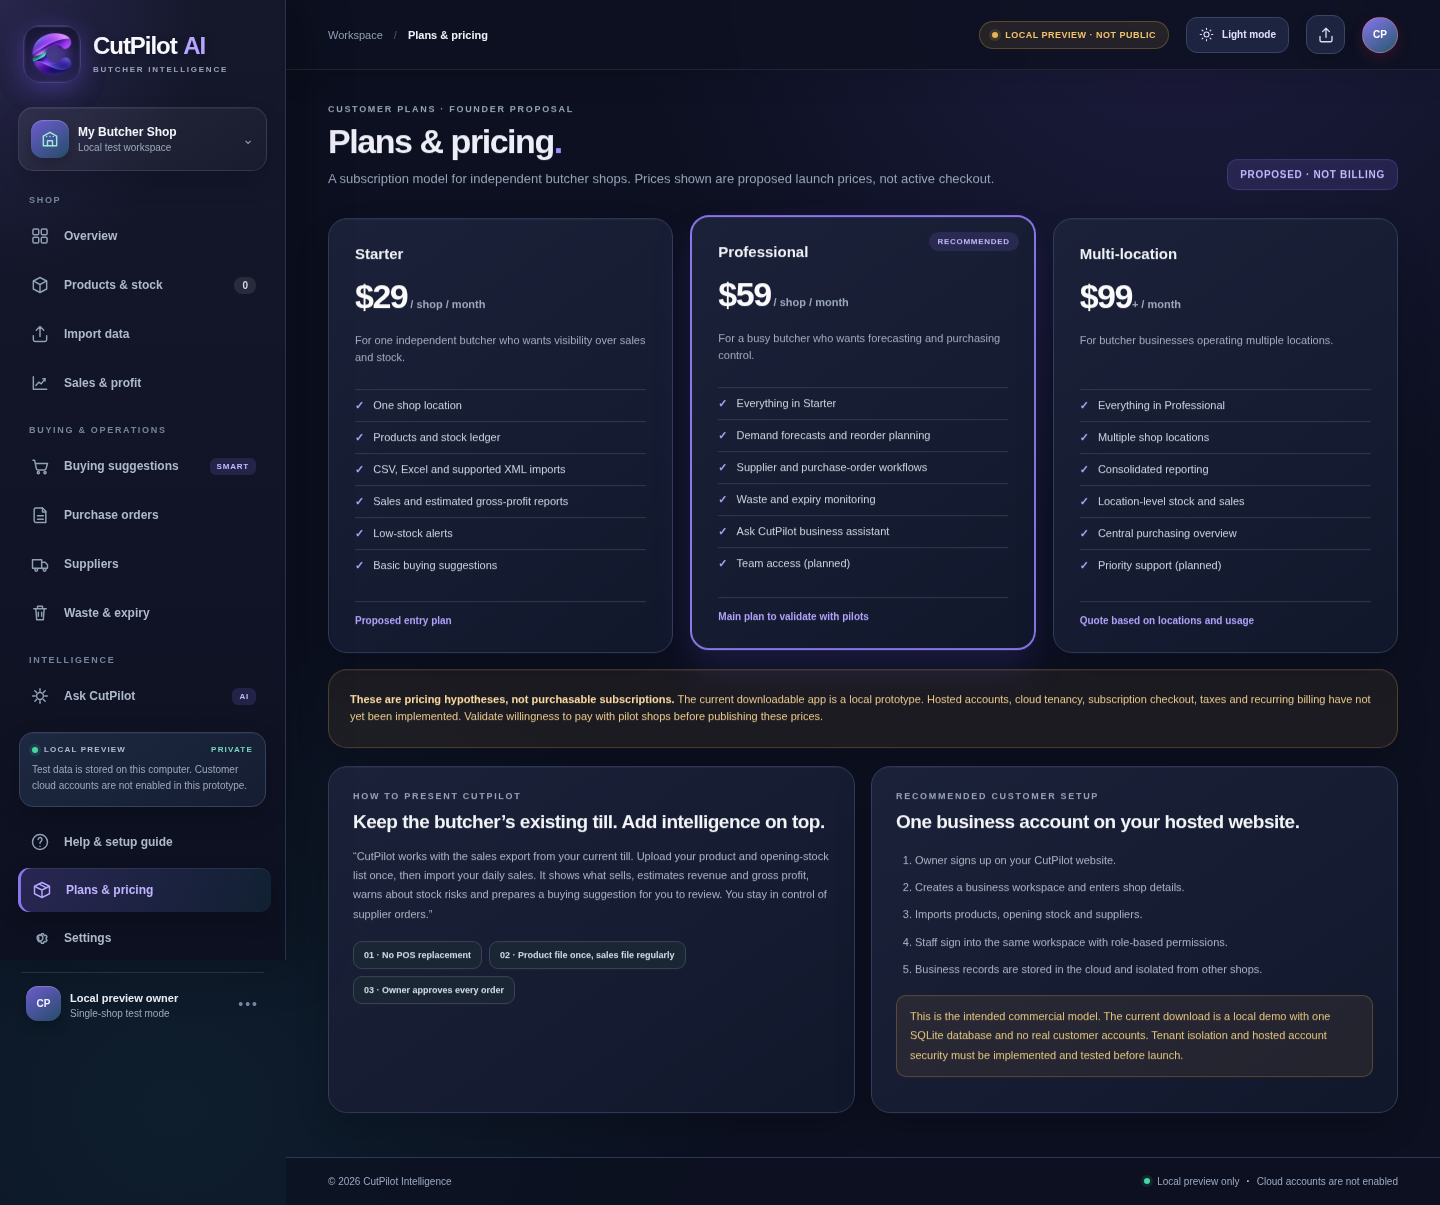 CutPilot AI
BUTCHER INTELLIGENCE
My Butcher Shop
Local test workspace
SHOP
Overview
Products & stock
0
Import data
Sales & profit
BUYING & OPERATIONS
Buying suggestions
SMART
Purchase orders
Suppliers
Waste & expiry
INTELLIGENCE
Ask CutPilot
AI
LOCAL PREVIEW
PRIVATE
Test data is stored on this computer. Customer
cloud accounts are not enabled in this prototype.
Help & setup guide
Plans & pricing
Settings
CP
Local preview owner
Single-shop test mode
Workspace / Plans & pricing
LOCAL PREVIEW · NOT PUBLIC
Light mode
CP
CUSTOMER PLANS · FOUNDER PROPOSAL
Plans & pricing.
A subscription model for independent butcher shops. Prices shown are proposed launch prices, not active checkout.
PROPOSED · NOT BILLING
Starter
$29 / shop / month
For one independent butcher who wants visibility over sales
and stock.
✓ One shop location
✓ Products and stock ledger
✓ CSV, Excel and supported XML imports
✓ Sales and estimated gross-profit reports
✓ Low-stock alerts
✓ Basic buying suggestions
Proposed entry plan
RECOMMENDED
Professional
$59 / shop / month
For a busy butcher who wants forecasting and purchasing
control.
✓ Everything in Starter
✓ Demand forecasts and reorder planning
✓ Supplier and purchase-order workflows
✓ Waste and expiry monitoring
✓ Ask CutPilot business assistant
✓ Team access (planned)
Main plan to validate with pilots
Multi-location
$99+ / month
For butcher businesses operating multiple locations.
✓ Everything in Professional
✓ Multiple shop locations
✓ Consolidated reporting
✓ Location-level stock and sales
✓ Central purchasing overview
✓ Priority support (planned)
Quote based on locations and usage
These are pricing hypotheses, not purchasable subscriptions. The current downloadable app is a local prototype. Hosted accounts, cloud tenancy, subscription checkout, taxes and recurring billing have not
yet been implemented. Validate willingness to pay with pilot shops before publishing these prices.
HOW TO PRESENT CUTPILOT
Keep the butcher’s existing till. Add intelligence on top.
“CutPilot works with the sales export from your current till. Upload your product and opening-stock
list once, then import your daily sales. It shows what sells, estimates revenue and gross profit,
warns about stock risks and prepares a buying suggestion for you to review. You stay in control of
supplier orders.”
01 · No POS replacement
02 · Product file once, sales file regularly
03 · Owner approves every order
RECOMMENDED CUSTOMER SETUP
One business account on your hosted website.
1. Owner signs up on your CutPilot website.
2. Creates a business workspace and enters shop details.
3. Imports products, opening stock and suppliers.
4. Staff sign into the same workspace with role-based permissions.
5. Business records are stored in the cloud and isolated from other shops.
This is the intended commercial model. The current download is a local demo with one
SQLite database and no real customer accounts. Tenant isolation and hosted account
security must be implemented and tested before launch.
© 2026 CutPilot Intelligence
Local preview only · Cloud accounts are not enabled